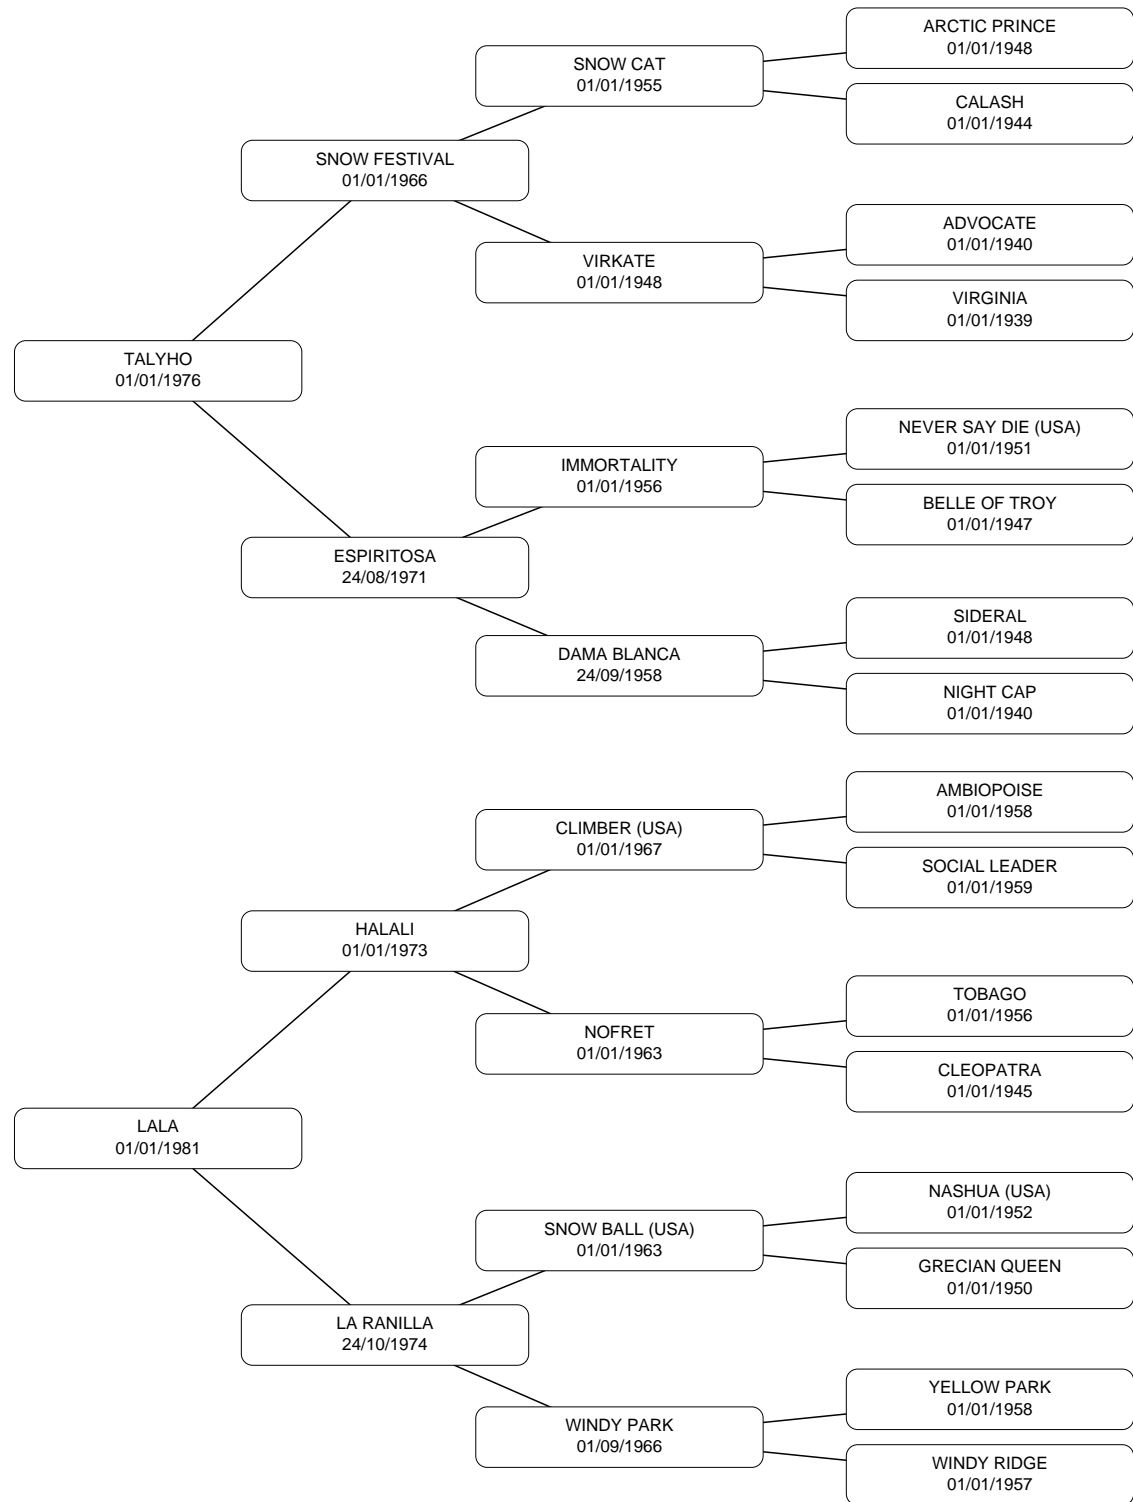 ARCTIC PRINCE
01/01/1948
SNOW CAT
01/01/1955
CALASH
01/01/1944
SNOW FESTIVAL
01/01/1966
ADVOCATE
01/01/1940
VIRKATE
01/01/1948
VIRGINIA
01/01/1939
TALYHO
01/01/1976
NEVER SAY DIE (USA)
01/01/1951
IMMORTALITY
01/01/1956
BELLE OF TROY
01/01/1947
ESPIRITOSA
24/08/1971
SIDERAL
01/01/1948
DAMA BLANCA
24/09/1958
NIGHT CAP
01/01/1940
AMBIOPOISE
01/01/1958
CLIMBER (USA)
01/01/1967
SOCIAL LEADER
01/01/1959
HALALI
01/01/1973
TOBAGO
01/01/1956
NOFRET
01/01/1963
CLEOPATRA
01/01/1945
LALA
01/01/1981
NASHUA (USA)
01/01/1952
SNOW BALL (USA)
01/01/1963
GRECIAN QUEEN
01/01/1950
LA RANILLA
24/10/1974
YELLOW PARK
01/01/1958
WINDY PARK
01/09/1966
WINDY RIDGE
01/01/1957